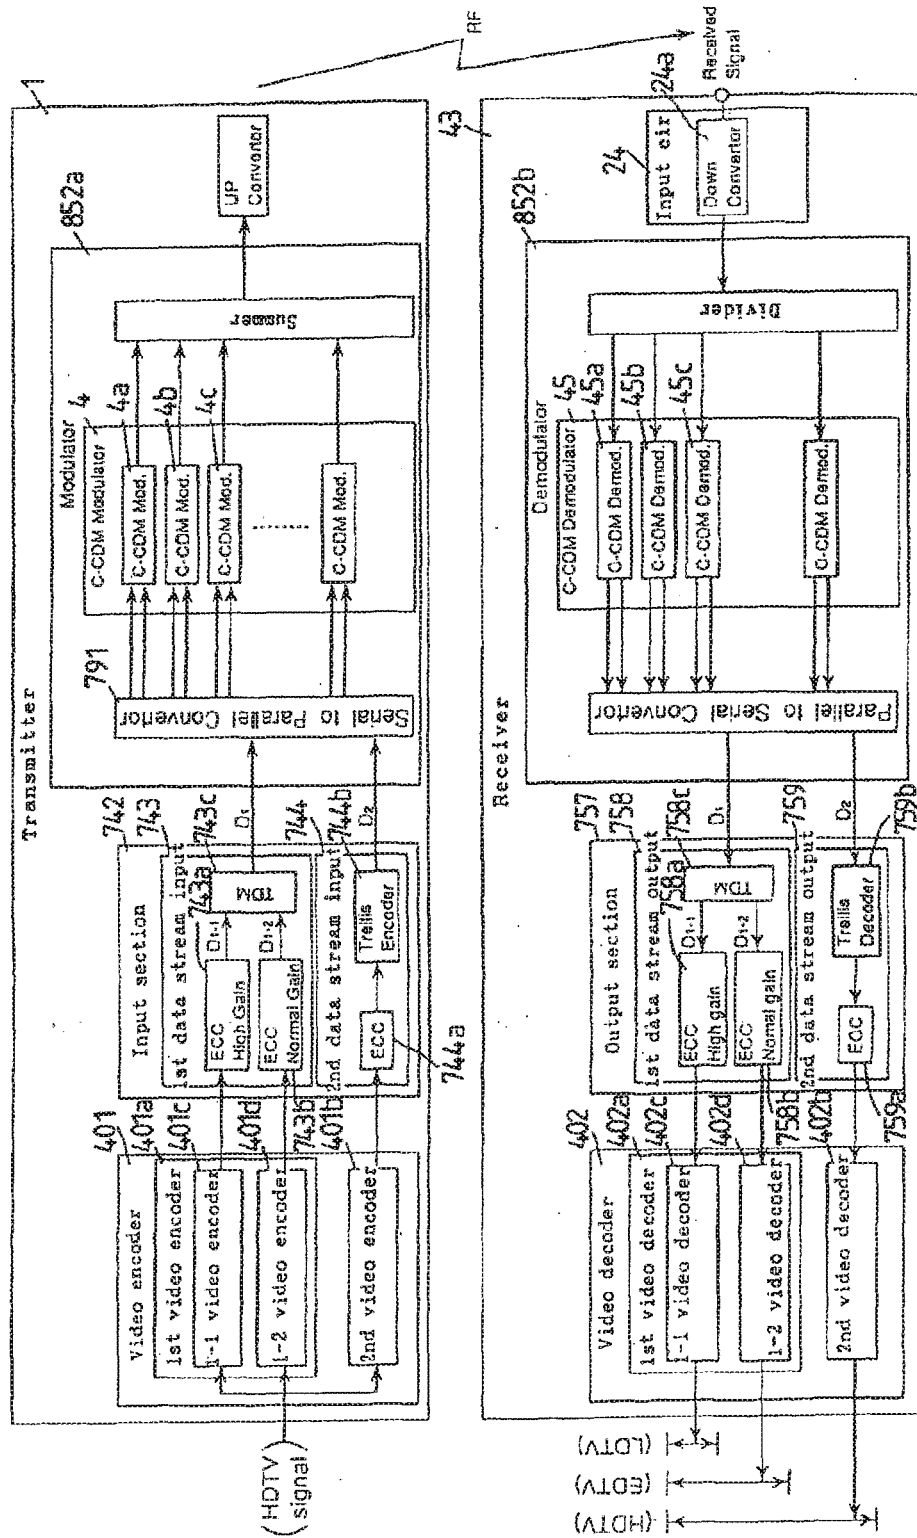 Transmitter
1
(HDTV signal)
Video encoder
401
1st video encoder
401a
1-1 video encoder
401c
1-2 video encoder
401d
2nd video encoder
401b
Input section
742
1st data stream input
743
ECC High Gain
743a
D1-1
ECC Normal Gain
743b
D1-2
TDM
743c
2nd data stream input
744
ECC
744a
Trellis Encoder
744b
D1
D2
Modulator
852a
Serial to Parallel Convertor
791
C-CDM Modulator
4
C-CDM Mod.
4a
C-CDM Mod.
4b
C-CDM Mod.
4c
C-CDM Mod.
Summer
UP Convertor
RF
Receiver
43
Received Signal
Input cir
24
Down Convertor
24a
Demodulator
852b
Divider
C-CDM Demodulator
45
C-CDM Demod.
45a
C-CDM Demod.
45b
C-CDM Demod.
45c
C-CDM Demod.
Parallel to Serial Convertor
D1
D2
Output section
757
1st data stream output
758
TDM
758c
D1-1
ECC High gain
758a
D1-2
ECC Normal gain
758b
2nd data stream output
759
Trellis Decoder
759b
ECC
759a
Video decoder
402
1st video decoder
402a
1-1 video decoder
402c
1-2 video decoder
402d
2nd video decoder
402b
(LDTV)
(EDTV)
(HDTV)